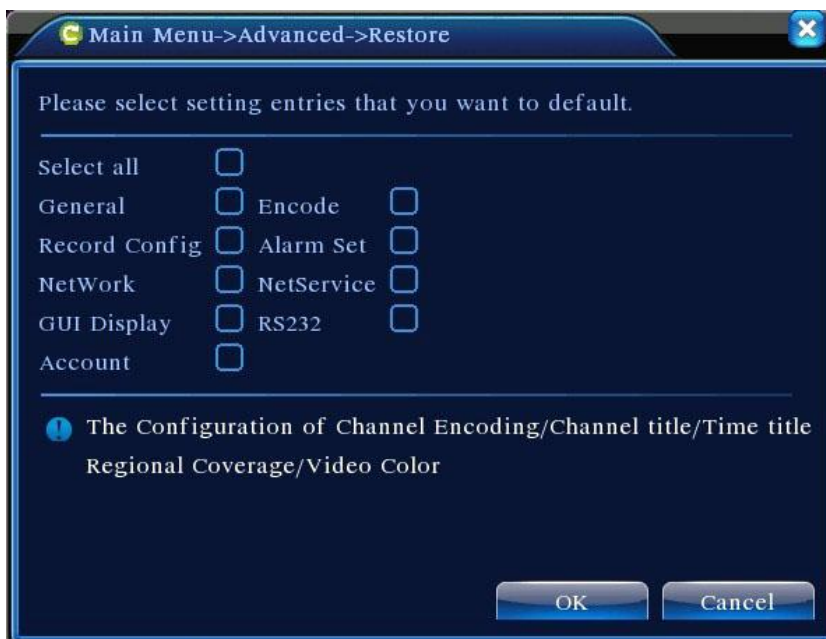 Main Menu->Advanced->Restore
Please select setting entries that you want to default.
Select all
General Encode
Record Config Alarm Set
NetWork NetService
GUI Display RS232
Account
The Configuration of Channel Encoding/Channel title/Time title
Regional Coverage/Video Color
OK Cancel